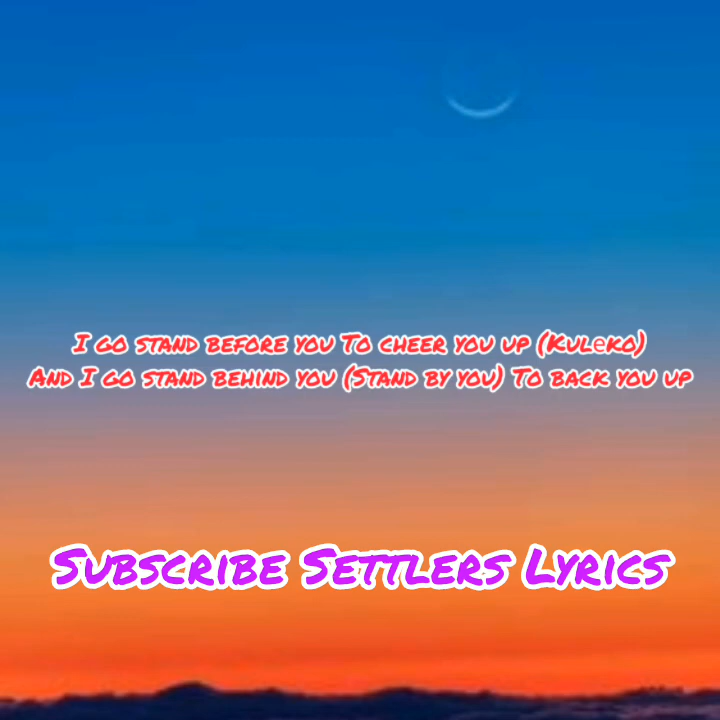 I go stand before you To cheer you up (Kuleko)
And I go stand behind you (Stand by you) To back you up
Subscribe Settlers Lyrics